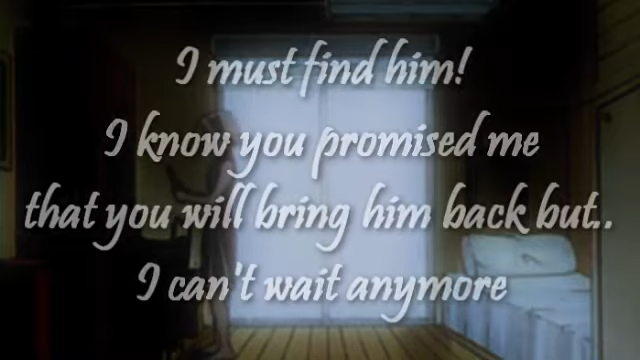 I must find him!
I know you promised me
that you will bring him back but..
I can't wait anymore